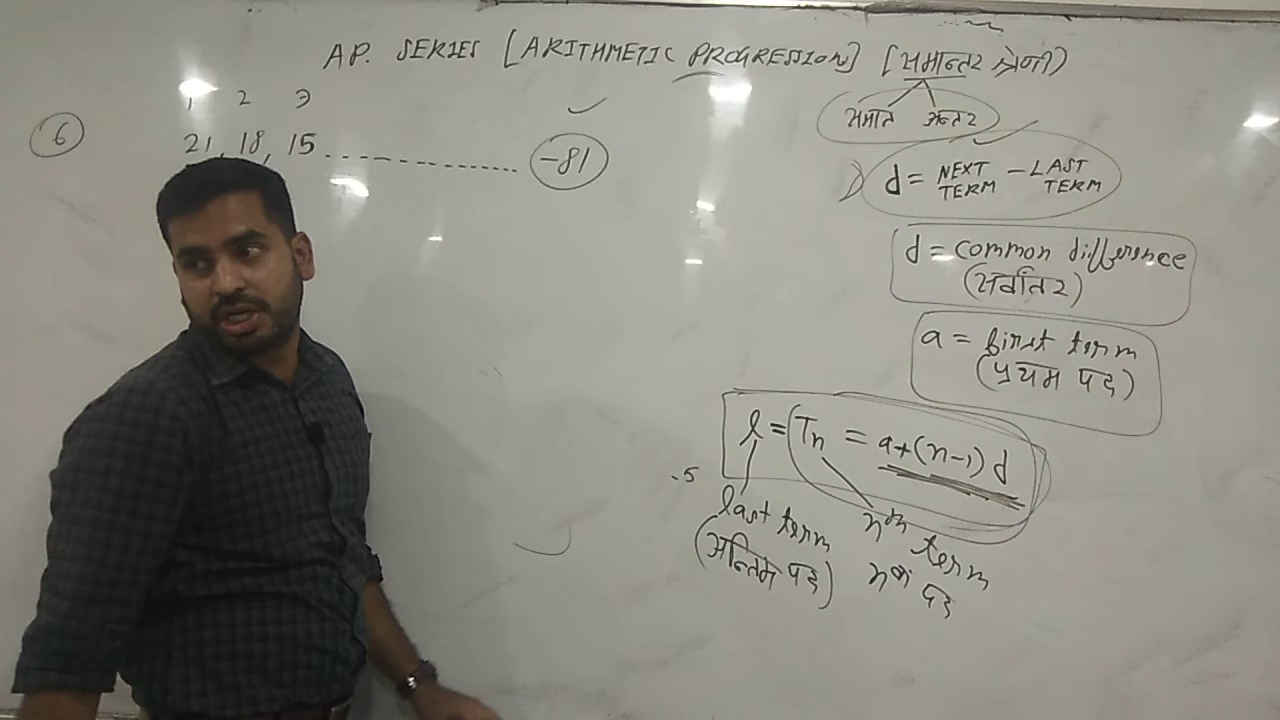 AP. SERIES [ARITHMETIC PROGRESSION] [समान्तर श्रेणी)
समान अन्तर
1 2 3
6 21, 18, 15 -------------- -81
d = NEXT TERM - LAST TERM
d = common difference
(सर्वांतर)
a = first term
(प्रथम पद)
l = Tn = a+(n-1) d
.5
last term
(अन्तिम पद)
nth term
nवां पद